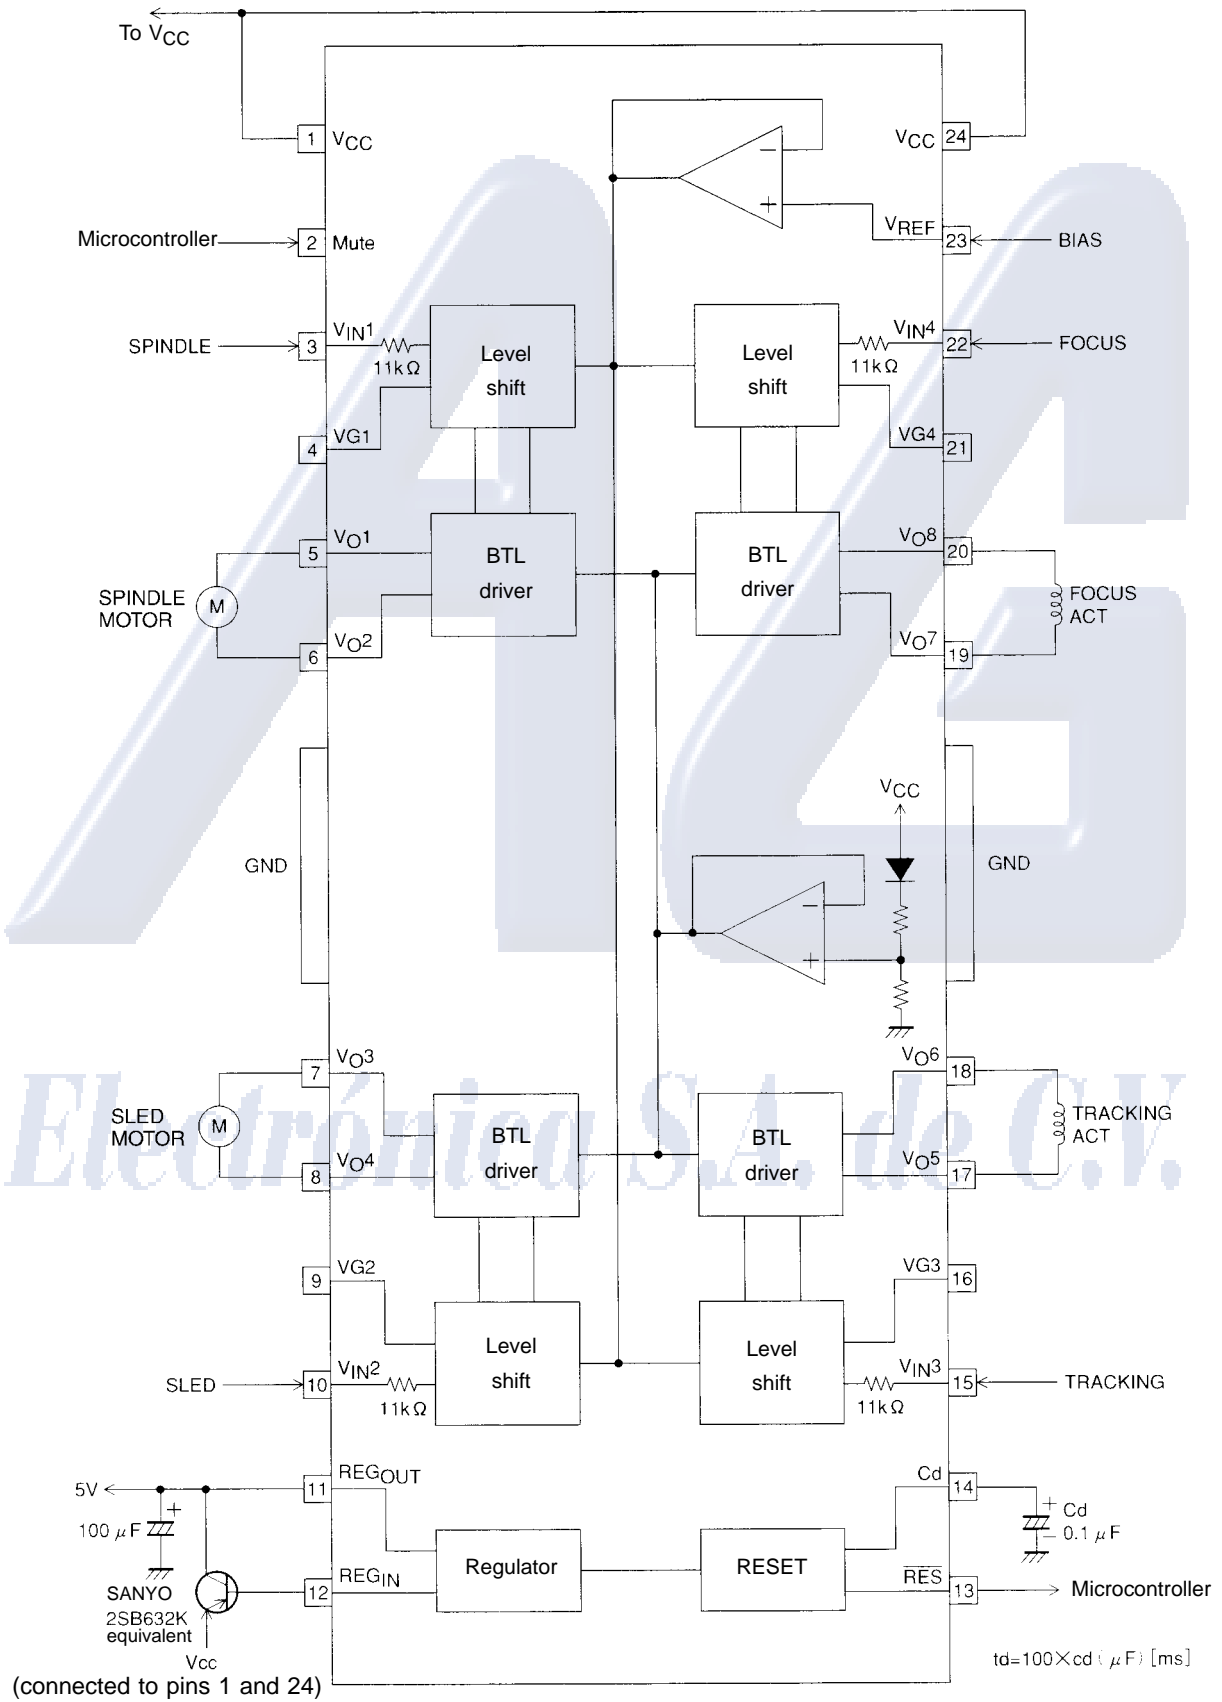 To VCC
1 VCC
VCC 24
−
+
Microcontroller 2 Mute
VREF 23 BIAS
SPINDLE 3 VIN1
11kΩ
Level shift
Level shift
VIN4 22 FOCUS
11kΩ
4 VG1
VG4 21
5 VO1
BTL driver
BTL driver
VO8 20
SPINDLE MOTOR
M
FOCUS ACT
6 VO2
VO7 19
VCC
GND
GND
−
+
7 VO3
VO6 18
SLED MOTOR
M
BTL driver
BTL driver
TRACKING ACT
8 VO4
VO5 17
Electrónica S.A. de C.V.
AG
9 VG2
VG3 16
Level shift
Level shift
SLED 10 VIN2
11kΩ
VIN3 15 TRACKING
11kΩ
5V 11 REGOUT
Cd 14
+
100 μF
+ Cd
− 0.1 μF
Regulator
RESET
12 REGIN
RES 13 Microcontroller
SANYO
2SB632K
equivalent
Vcc
(connected to pins 1 and 24)
td=100×cd (μF) [ms]